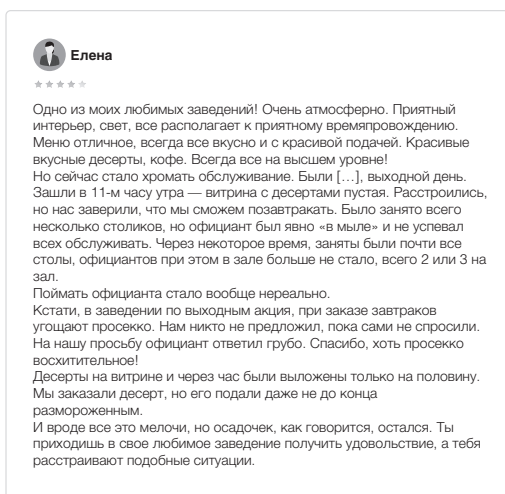 Елена
Одно из моих любимых заведений! Очень атмосферно. Приятный
интерьер, свет, все располагает к приятному времяпровождению.
Меню отличное, всегда все вкусно и с красивой подачей. Красивые
вкусные десерты, кофе. Всегда все на высшем уровне!
Но сейчас стало хромать обслуживание. Были […], выходной день.
Зашли в 11-м часу утра — витрина с десертами пустая. Расстроились,
но нас заверили, что мы сможем позавтракать. Было занято всего
несколько столиков, но официант был явно «в мыле» и не успевал
всех обслуживать. Через некоторое время, заняты были почти все
столы, официантов при этом в зале больше не стало, всего 2 или 3 на
зал.
Поймать официанта стало вообще нереально.
Кстати, в заведении по выходным акция, при заказе завтраков
угощают просекко. Нам никто не предложил, пока сами не спросили.
На нашу просьбу официант ответил грубо. Спасибо, хоть просекко
восхитительное!
Десерты на витрине и через час были выложены только на половину.
Мы заказали десерт, но его подали даже не до конца
размороженным.
И вроде все это мелочи, но осадочек, как говорится, остался. Ты
приходишь в свое любимое заведение получить удовольствие, а тебя
расстраивают подобные ситуации.